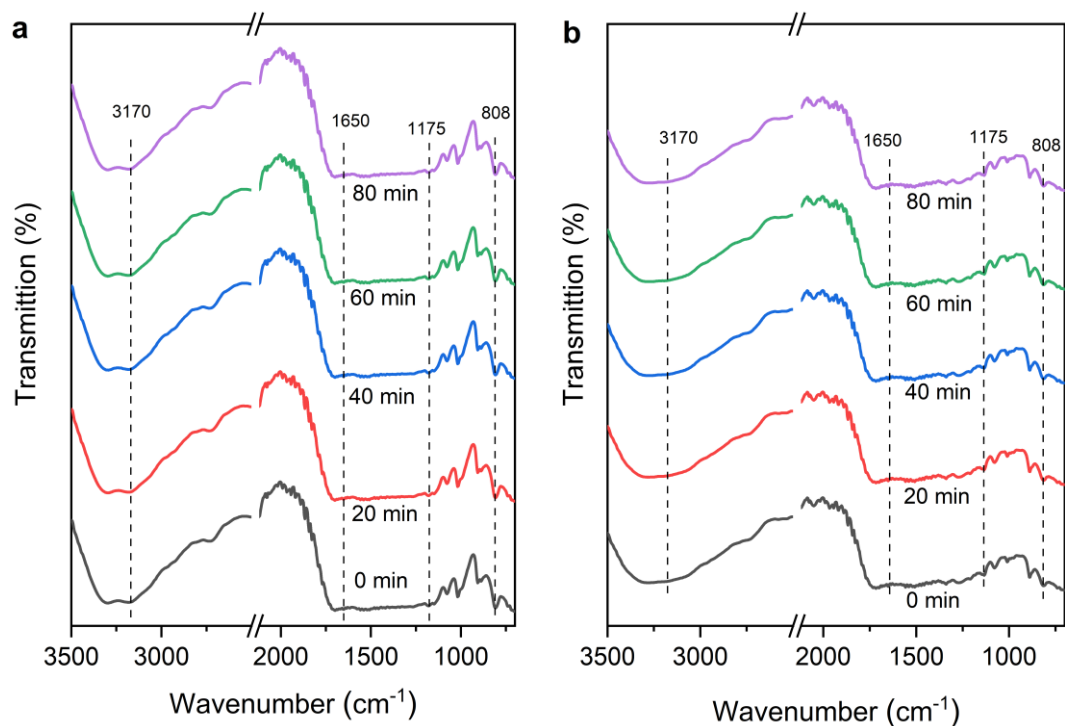 a
3170
1650
1175
808
80 min
60 min
40 min
20 min
0 min
Transmittion (%)
3500
3000
2000
1500
1000
Wavenumber (cm-1)
b
3170
1650
1175
808
80 min
60 min
40 min
20 min
0 min
Transmittion (%)
3500
3000
2000
1500
1000
Wavenumber (cm-1)